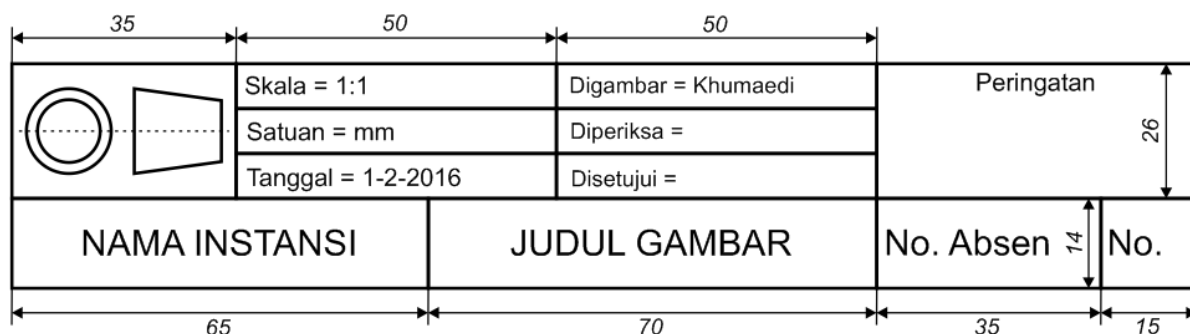 35 50 50
Skala = 1:1
Satuan = mm
Tanggal = 1-2-2016
Digambar = Khumaedi
Diperiksa =
Disetujui =
Peringatan
26
NAMA INSTANSI
JUDUL GAMBAR
No. Absen
14
No.
65 70 35 15